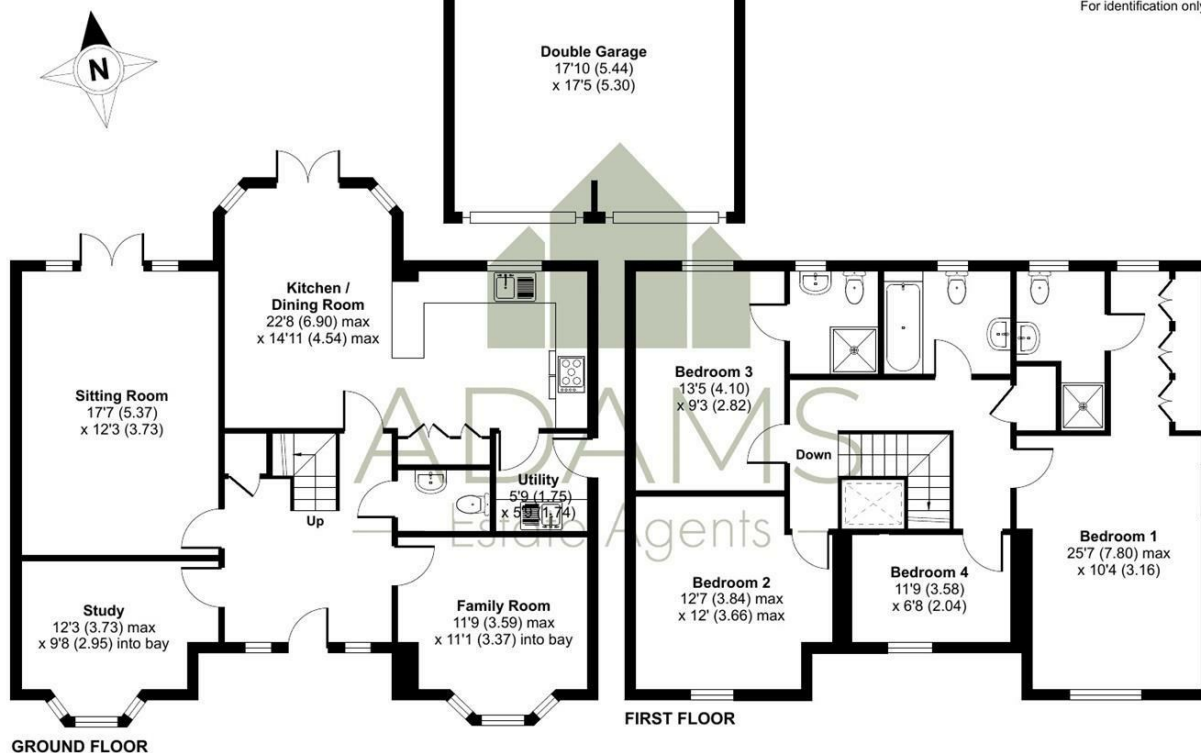 For identification only
N
Double Garage
17'10 (5.44)
x 17'5 (5.30)
Kitchen /
Dining Room
22'8 (6.90) max
x 14'11 (4.54) max
Sitting Room
17'7 (5.37)
x 12'3 (3.73)
Up
Utility
5'9 (1.75)
(1.74)
Study
12'3 (3.73) max
x 9'8 (2.95) into bay
Family Room
11'9 (3.59) max
x 11'1 (3.37) into bay
GROUND FLOOR
Bedroom 3
13'5 (4.10)
x 9'3 (2.82)
Down
Bedroom 2
12'7 (3.84) max
x 12' (3.66) max
Bedroom 4
11'9 (3.58)
x 6'8 (2.04)
Bedroom 1
25'7 (7.80) max
x 10'4 (3.16)
FIRST FLOOR
ADAMS
Estate Agents